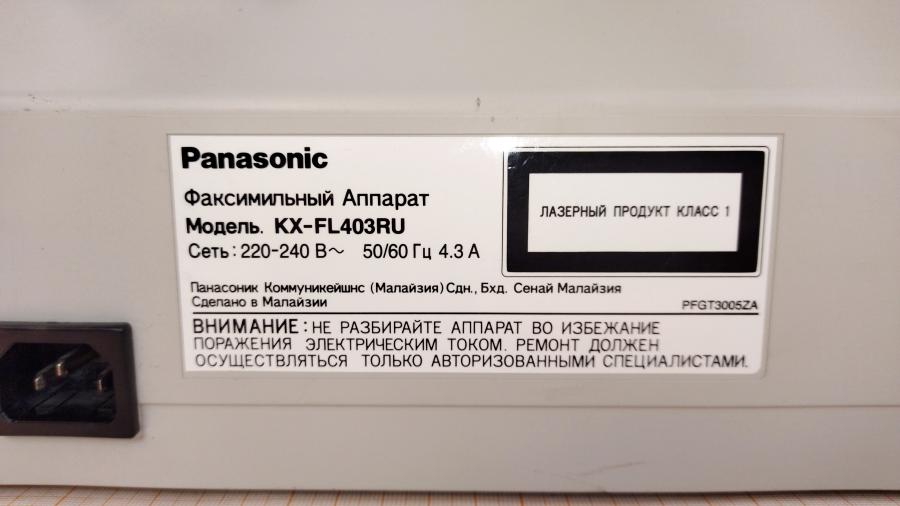 Panasonic
Факсимильный Аппарат
Модель. KX-FL403RU
Сеть: 220-240 В~ 50/60 Гц 4.3 А
ЛАЗЕРНЫЙ ПРОДУКТ КЛАСС 1
Панасоник Коммуникейшнс (Малайзия) Сдн., Бхд. Сенай Малайзия
Сделано в Малайзии
PFGT3005ZA
ВНИМАНИЕ: НЕ РАЗБИРАЙТЕ АППАРАТ ВО ИЗБЕЖАНИЕ
ПОРАЖЕНИЯ ЭЛЕКТРИЧЕСКИМ ТОКОМ. РЕМОНТ ДОЛЖЕН
ОСУЩЕСТВЛЯТЬСЯ ТОЛЬКО АВТОРИЗОВАННЫМИ СПЕЦИАЛИСТАМИ.